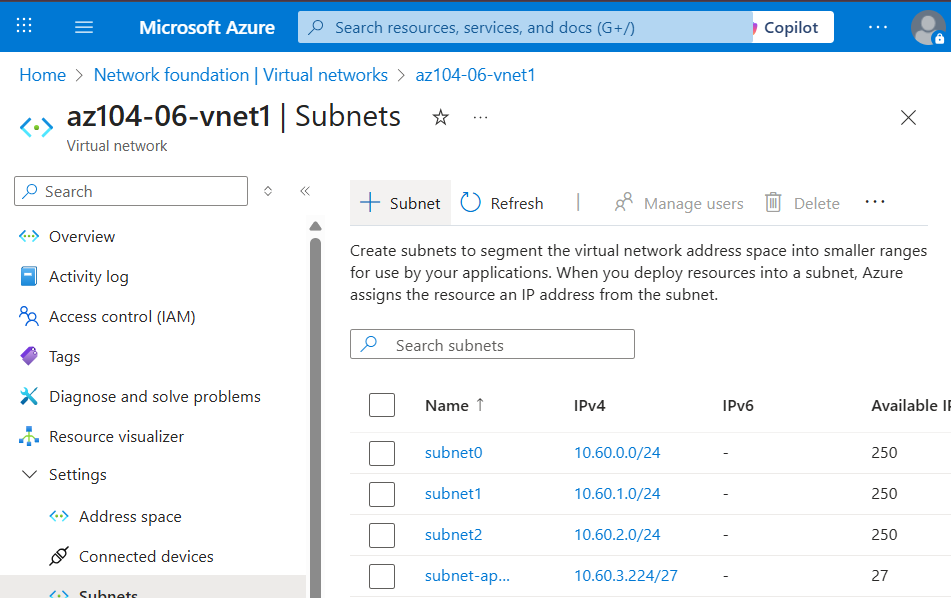 Microsoft Azure
Search resources, services, and docs (G+/)
Copilot
Home > Network foundation | Virtual networks > az104-06-vnet1
az104-06-vnet1 | Subnets
Virtual network
Search
+ Subnet
Refresh
Manage users
Delete
Overview
Activity log
Access control (IAM)
Tags
Diagnose and solve problems
Resource visualizer
Settings
Address space
Connected devices
Subnets
Create subnets to segment the virtual network address space into smaller ranges
for use by your applications. When you deploy resources into a subnet, Azure
assigns the resource an IP address from the subnet.
Search subnets
Name ↑ IPv4 IPv6 Available IP
subnet0 10.60.0.0/24 - 250
subnet1 10.60.1.0/24 - 250
subnet2 10.60.2.0/24 - 250
subnet-ap... 10.60.3.224/27 - 27